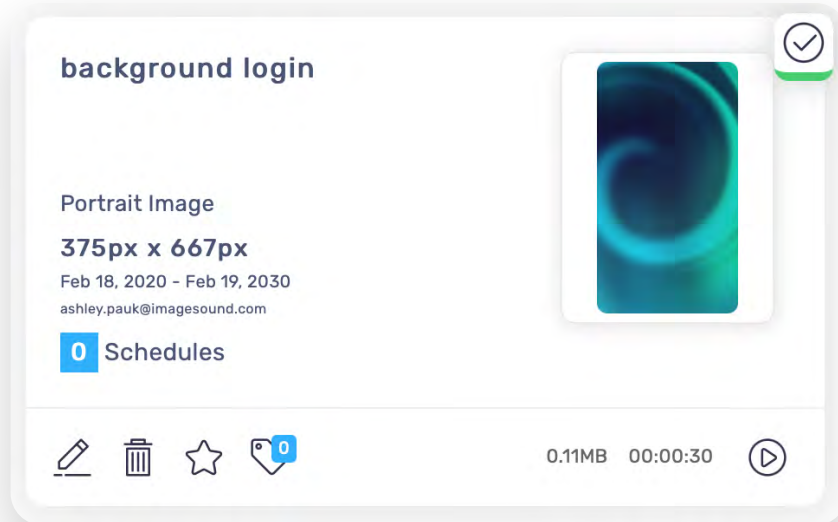 background login
Portrait Image
375px x 667px
Feb 18, 2020 - Feb 19, 2030
ashley.pauk@imagesound.com
0 Schedules
0
0.11MB 00:00:30